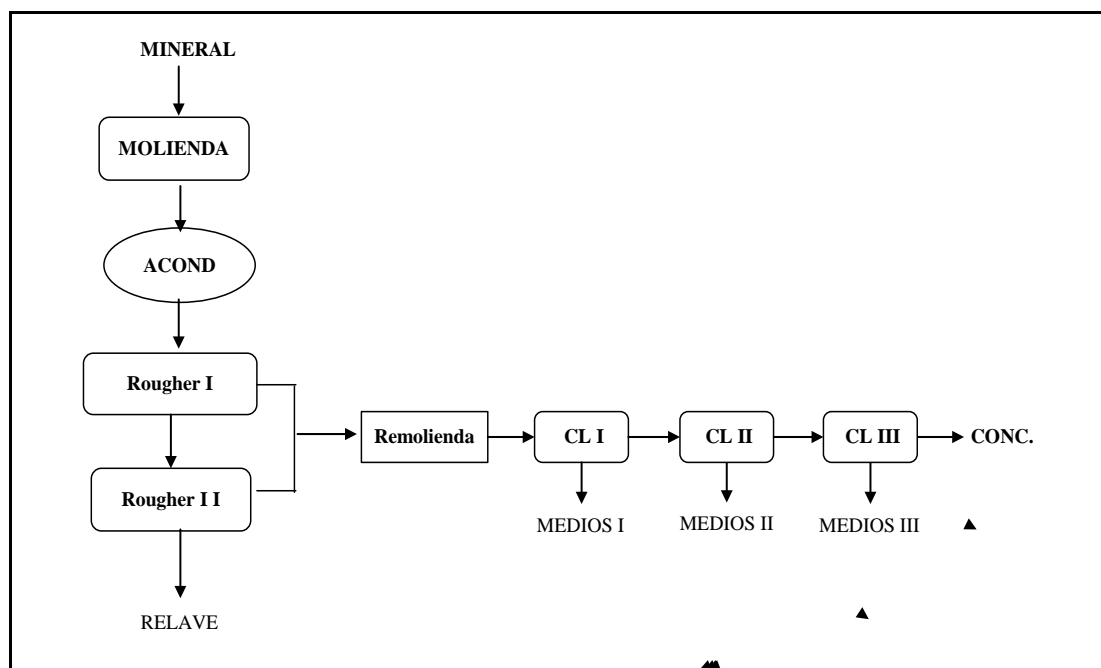 MINERAL
MOLIENDA
ACOND
Rougher I
Rougher I I
RELAVE
Remolienda
CL I
CL II
CL III
CONC.
MEDIOS I
MEDIOS II
MEDIOS III